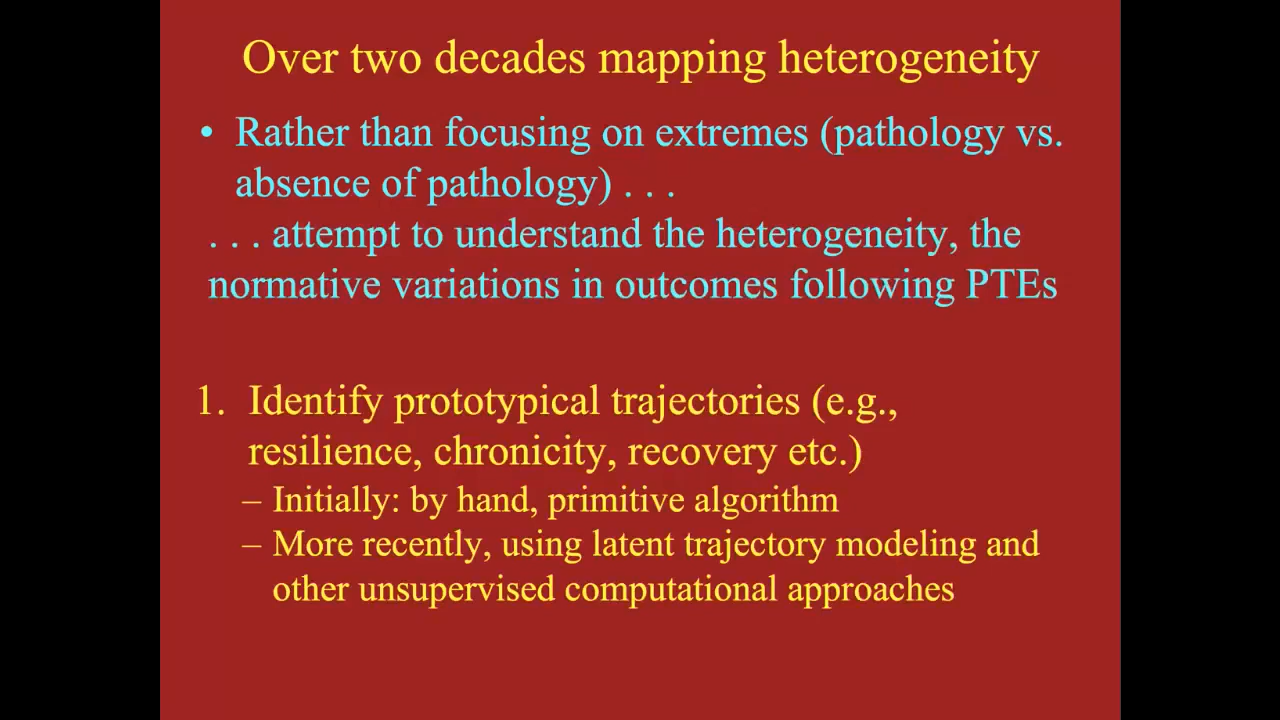 Over two decades mapping heterogeneity
• Rather than focusing on extremes (pathology vs.
absence of pathology) . . .
. . . attempt to understand the heterogeneity, the
normative variations in outcomes following PTEs
1. Identify prototypical trajectories (e.g.,
resilience, chronicity, recovery etc.)
– Initially: by hand, primitive algorithm
– More recently, using latent trajectory modeling and
other unsupervised computational approaches